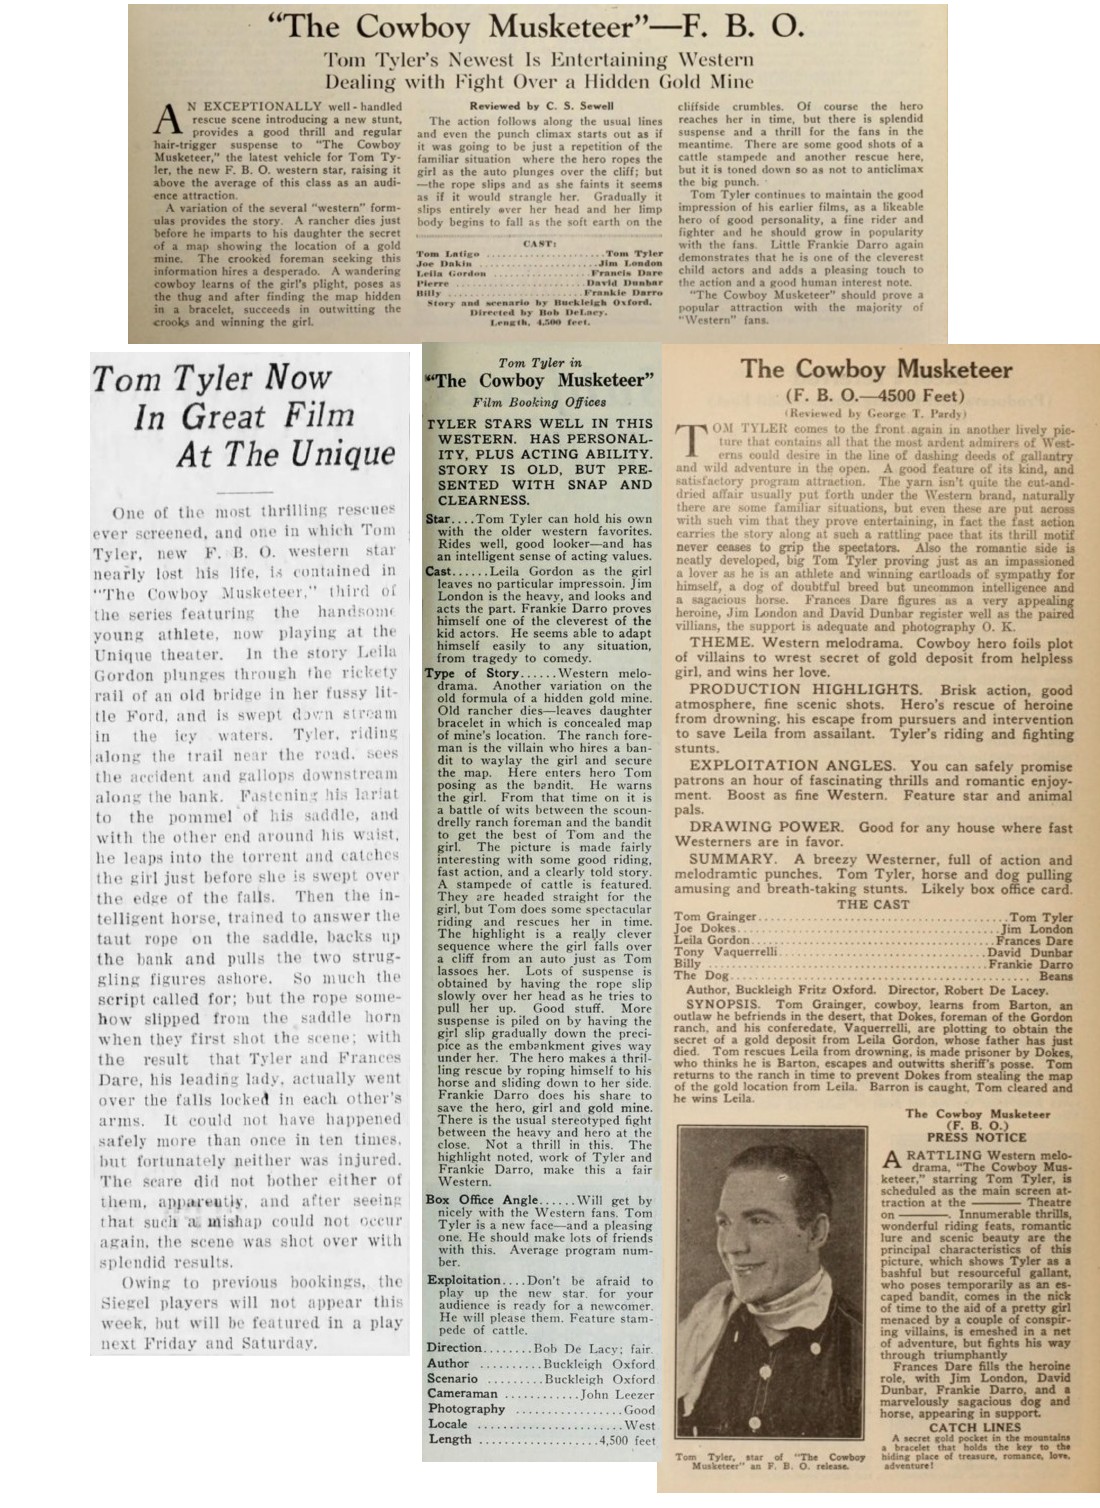 "The Cowboy Musketeer"—F. B. O.
Tom Tyler's Newest Is Entertaining Western
Dealing with Fight Over a Hidden Gold Mine
AN EXCEPTIONALLY well-handled
rescue scene introducing a new stunt,
provides a good thrill and regular
hair-trigger suspense to "The Cowboy
Musketeer," the latest vehicle for Tom Ty-
ler, the new F. B. O. western star, raising it
above the average of this class as an audi-
ence attraction.
A variation of the several "western" form-
ulas provides the story. A rancher dies just
before he imparts to his daughter the secret
of a map showing the location of a gold
mine. The crooked foreman seeking this
information hires a desperado. A wandering
cowboy learns of the girl's plight, poses as
the thug and after finding the map hidden
in a bracelet, succeeds in outwitting the
crooks and winning the girl.
Reviewed by C. S. Sewell
The action follows along the usual lines
and even the punch climax starts out as if
it was going to be just a repetition of the
familiar situation where the hero ropes the
girl as the auto plunges over the cliff; but
—the rope slips and as she faints it seems
as if it would strangle her. Gradually it
slips entirely over her head and her limp
body begins to fall as the soft earth on the
CAST:
Tom Latigo ........................Tom Tyler
Joe Dakin ........................Jim London
Leila Gordon ....................Francis Dare
Pierre ..........................David Dunbar
Billy ..........................Frankie Darro
Story and scenario by Buckleigh Oxford.
Directed by Bob DeLacy.
Length, 4,500 feet.
cliffside crumbles. Of course the hero
reaches her in time, but there is splendid
suspense and a thrill for the fans in the
meantime. There are some good shots of a
cattle stampede and another rescue here,
but it is toned down so as not to anticlimax
the big punch.
Tom Tyler continues to maintain the good
impression of his earlier films, as a likeable
hero of good personality, a fine rider and
fighter and he should grow in popularity
with the fans. Little Frankie Darro again
demonstrates that he is one of the cleverest
child actors and adds a pleasing touch to
the action and a good human interest note.
"The Cowboy Musketeer" should prove a
popular attraction with the majority of
"Western" fans.
Tom Tyler Now
In Great Film
At The Unique
One of the most thrilling rescues
ever screened, and one in which Tom
Tyler, new F. B. O. western star
nearly lost his life, is contained in
"The Cowboy Musketeer," third of
the series featuring the handsome
young athlete, now playing at the
Unique theater. In the story Leila
Gordon plunges through the rickety
rail of an old bridge in her fussy lit-
tle Ford, and is swept down stream
in the icy waters. Tyler, riding
along the trail near the road, sees
the accident and gallops downstream
along the bank. Fastening his lariat
to the pommel of his saddle, and
with the other end around his waist,
he leaps into the torrent and catches
the girl just before she is swept over
the edge of the falls. Then the in-
telligent horse, trained to answer the
taut rope on the saddle, backs up
the bank and pulls the two strug-
gling figures ashore. So much the
script called for; but the rope some-
how slipped from the saddle horn
when they first shot the scene; with
the result that Tyler and Frances
Dare, his leading lady, actually went
over the falls locked in each other's
arms. It could not have happened
safely more than once in ten times,
but fortunately neither was injured.
The scare did not bother either of
them, apparently, and after seeing
that such a mishap could not occur
again, the scene was shot over with
splendid results.
Owing to previous bookings, the
Siegel players will not appear this
week, but will be featured in a play
next Friday and Saturday.
Tom Tyler in
"The Cowboy Musketeer"
Film Booking Offices
TYLER STARS WELL IN THIS
WESTERN. HAS PERSONAL-
ITY, PLUS ACTING ABILITY.
STORY IS OLD, BUT PRE-
SENTED WITH SNAP AND
CLEARNESS.
Star....Tom Tyler can hold his own
with the older western favorites.
Rides well, good looker—and has
an intelligent sense of acting values.
Cast......Leila Gordon as the girl
leaves no particular impressoin. Jim
London is the heavy, and looks and
acts the part. Frankie Darro proves
himself one of the cleverest of the
kid actors. He seems able to adapt
himself easily to any situation,
from tragedy to comedy.
Type of Story......Western melo-
drama. Another variation on the
old formula of a hidden gold mine.
Old rancher dies—leaves daughter
bracelet in which is concealed map
of mine's location. The ranch fore-
man is the villain who hires a ban-
dit to waylay the girl and secure
the map. Here enters hero Tom
posing as the bandit. He warns
the girl. From that time on it is
a battle of wits between the scoun-
drelly ranch foreman and the bandit
to get the best of Tom and the
girl. The picture is made fairly
interesting with some good riding,
fast action, and a clearly told story.
A stampede of cattle is featured.
They are headed straight for the
girl, but Tom does some spectacular
riding and rescues her in time.
The highlight is a really clever
sequence where the girl falls over
a cliff from an auto just as Tom
lassoes her. Lots of suspense is
obtained by having the rope slip
slowly over her head as he tries to
pull her up. Good stuff. More
suspense is piled on by having the
girl slip gradually down the preci-
pice as the embankment gives way
under her. The hero makes a thril-
ling rescue by roping himself to his
horse and sliding down to her side.
Frankie Darro does his share to
save the hero, girl and gold mine.
There is the usual stereotyped fight
between the heavy and hero at the
close. Not a thrill in this. The
highlight noted, work of Tyler and
Frankie Darro, make this a fair
Western.
Box Office Angle......Will get by
nicely with the Western fans. Tom
Tyler is a new face—and a pleasing
one. He should make lots of friends
with this. Average program num-
ber.
Exploitation....Don't be afraid to
play up the new star. for your
audience is ready for a newcomer.
He will please them. Feature stam-
pede of cattle.
Direction........Bob De Lacy; fair.
Author .........Buckleigh Oxford
Scenario ........Buckleigh Oxford
Cameraman ...........John Leezer
Photography ................Good
Locale ......................West
Length ..................4,500 feet
The Cowboy Musketeer
(F. B. O.—4500 Feet)
(Reviewed by George T. Pardy)
TOM TYLER comes to the front again in another lively pic-
ture that contains all that the most ardent admirers of West-
erns could desire in the line of dashing deeds of gallantry
and wild adventure in the open. A good feature of its kind, and
satisfactory program attraction. The yarn isn't quite the cut-and-
dried affair usually put forth under the Western brand, naturally
there are some familiar situations, but even these are put across
with such vim that they prove entertaining, in fact the fast action
carries the story along at such a rattling pace that its thrill motif
never ceases to grip the spectators. Also the romantic side is
neatly developed, big Tom Tyler proving just as an impassioned
a lover as he is an athlete and winning cartloads of sympathy for
himself, a dog of doubtful breed but uncommon intelligence and
a sagacious horse. Frances Dare figures as a very appealing
heroine, Jim London and David Dunbar register well as the paired
villians, the support is adequate and photography O. K.
THEME. Western melodrama. Cowboy hero foils plot
of villains to wrest secret of gold deposit from helpless
girl, and wins her love.
PRODUCTION HIGHLIGHTS. Brisk action, good
atmosphere, fine scenic shots. Hero's rescue of heroine
from drowning, his escape from pursuers and intervention
to save Leila from assailant. Tyler's riding and fighting
stunts.
EXPLOITATION ANGLES. You can safely promise
patrons an hour of fascinating thrills and romantic enjoy-
ment. Boost as fine Western. Feature star and animal
pals.
DRAWING POWER. Good for any house where fast
Westerners are in favor.
SUMMARY. A breezy Westerner, full of action and
melodramtic punches. Tom Tyler, horse and dog pulling
amusing and breath-taking stunts. Likely box office card.
THE CAST
Tom Grainger......................................Tom Tyler
Joe Dokes........................................Jim London
Leila Gordon....................................Frances Dare
Tony Vaquerrelli................................David Dunbar
Billy .........................................Frankie Darro
The Dog...............................................Beans
Author, Buckleigh Fritz Oxford. Director, Robert De Lacey.
SYNOPSIS. Tom Grainger, cowboy, learns from Barton, an
outlaw he befriends in the desert, that Dokes, foreman of the Gordon
ranch, and his conferedate, Vaquerrelli, are plotting to obtain the
secret of a gold deposit from Leila Gordon, whose father has just
died. Tom rescues Leila from drowning, is made prisoner by Dokes,
who thinks he is Barton, escapes and outwitts sheriff's posse. Tom
returns to the ranch in time to prevent Dokes from stealing the map
of the gold location from Leila. Barron is caught, Tom cleared and
he wins Leila.
Tom Tyler, star of "The Cowboy
Musketeer" an F. B. O. release.
The Cowboy Musketeer
(F. B. O.)
PRESS NOTICE
A RATTLING Western melo-
drama, "The Cowboy Mus-
keteer," starring Tom Tyler, is
scheduled as the main screen at-
traction at the ——— Theatre
on ———. Innumerable thrills,
wonderful riding feats, romantic
lure and scenic beauty are the
principal characteristics of this
picture, which shows Tyler as a
bashful but resourceful gallant,
who poses temporarily as an es-
caped bandit, comes in the nick
of time to the aid of a pretty girl
menaced by a couple of conspir-
ing villains, is emeshed in a net
of adventure, but fights his way
through triumphantly
Frances Dare fills the heroine
role, with Jim London, David
Dunbar, Frankie Darro, and a
marvelously sagacious dog and
horse, appearing in support.
CATCH LINES
A secret gold pocket in the mountains
a bracelet that holds the key to the
hiding place of treasure, romance, love,
adventure!